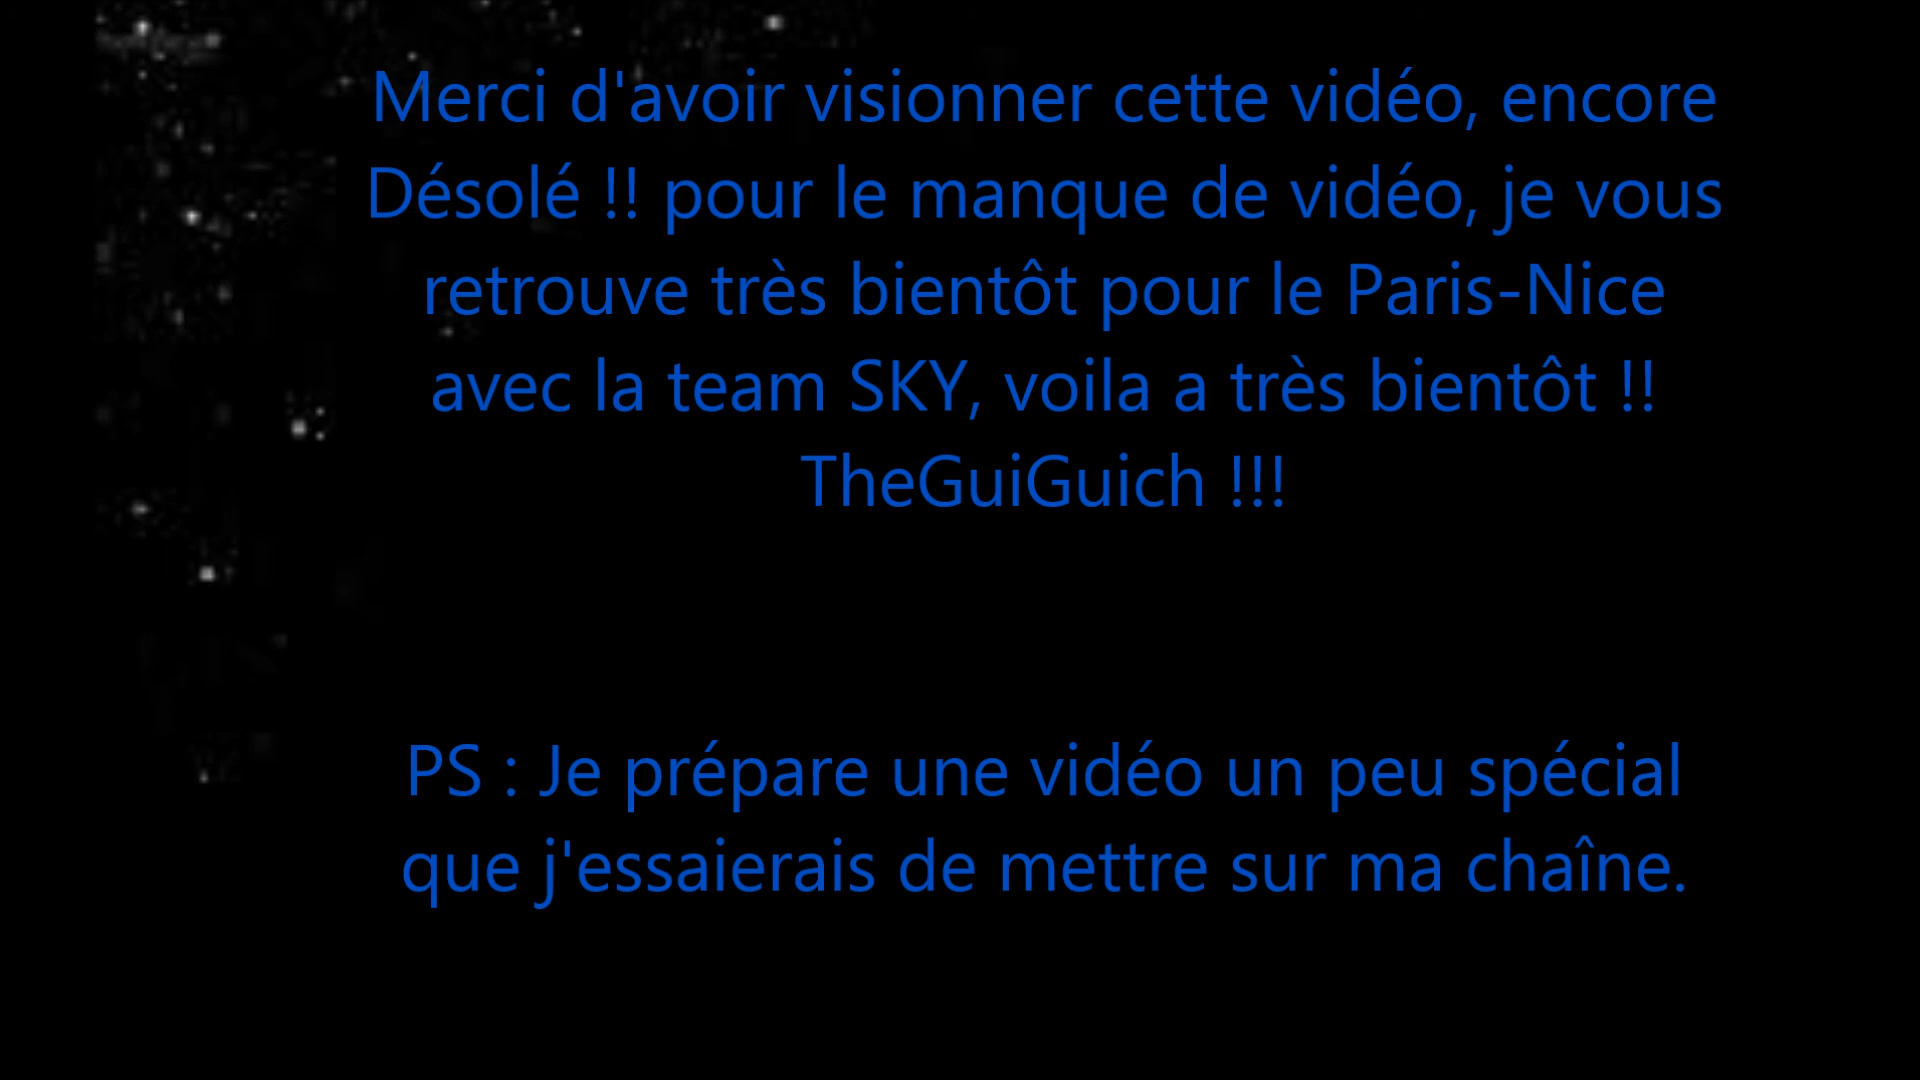 Merci d'avoir visionner cette vidéo, encore
Désolé !! pour le manque de vidéo, je vous
retrouve très bientôt pour le Paris-Nice
avec la team SKY, voila a très bientôt !!
TheGuiGuich !!!
PS : Je prépare une vidéo un peu spécial
que j'essaierais de mettre sur ma chaîne.